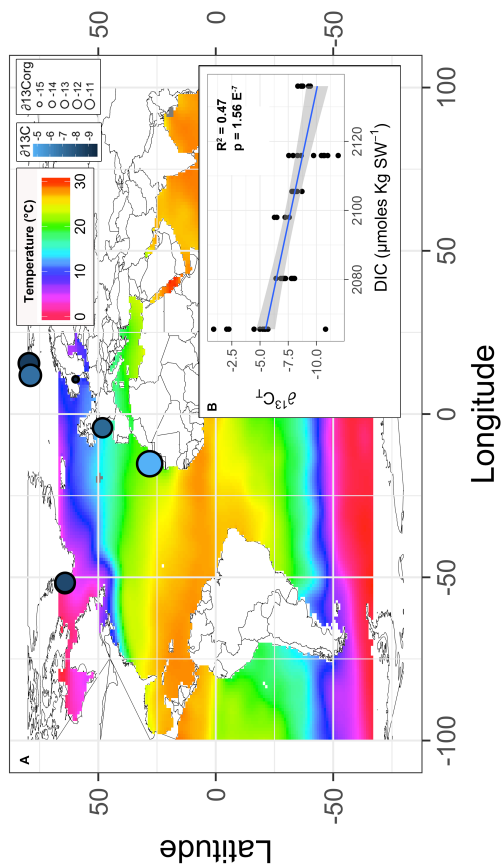 A
Temperature (°C)
0
10
20
30
∂13C
-5
-6
-7
-8
-9
∂13Corg
-15
-14
-13
-12
-11
Latitude
50
0
-50
-100
-50
0
50
100
Longitude
B
R² = 0.47
p = 1.56 E⁻⁷
∂¹³C_T
-2.5
-5.0
-7.5
-10.0
2080
2100
2120
DIC (μmoles Kg SW⁻¹)